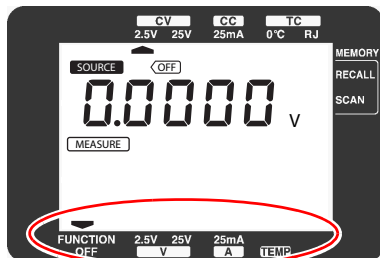 CV CC TC
2.5V 25V 25mA 0°C RJ
MEMORY
SOURCE OFF
RECALL
0.0000 V
SCAN
MEASURE
FUNCTION 2.5V 25V 25mA
OFF V A TEMP